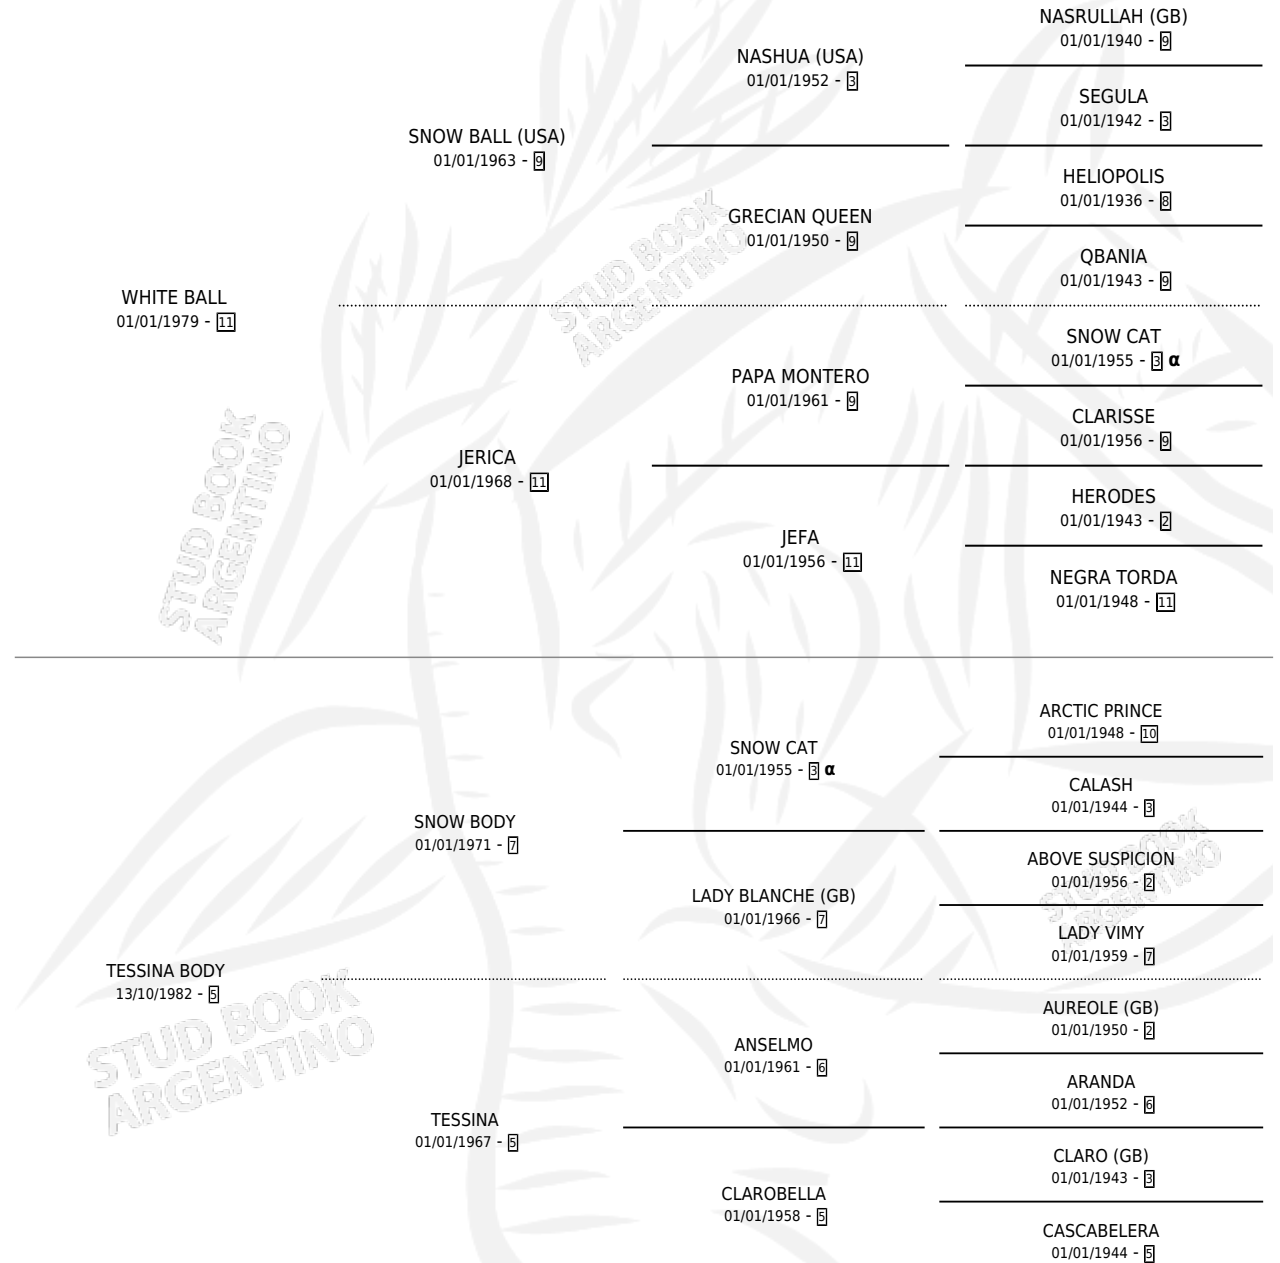 NASRULLAH (GB)
01/01/1940 - 9
NASHUA (USA)
01/01/1952 - 3
SEGULA
01/01/1942 - 3
SNOW BALL (USA)
01/01/1963 - 9
HELIOPOLIS
01/01/1936 - 8
GRECIAN QUEEN
01/01/1950 - 9
QBANIA
01/01/1943 - 9
WHITE BALL
01/01/1979 - 11
SNOW CAT
01/01/1955 - 3 α
PAPA MONTERO
01/01/1961 - 9
CLARISSE
01/01/1956 - 9
JERICA
01/01/1968 - 11
HERODES
01/01/1943 - 2
JEFA
01/01/1956 - 11
NEGRA TORDA
01/01/1948 - 11
STUD BOOK
ARGENTINO
STUD BOOK
ARGENTINO
ARCTIC PRINCE
01/01/1948 - 10
SNOW CAT
01/01/1955 - 3 α
CALASH
01/01/1944 - 3
SNOW BODY
01/01/1971 - 7
ABOVE SUSPICION
01/01/1956 - 2
LADY BLANCHE (GB)
01/01/1966 - 7
LADY VIMY
01/01/1959 - 7
TESSINA BODY
13/10/1982 - 5
AUREOLE (GB)
01/01/1950 - 2
ANSELMO
01/01/1961 - 6
ARANDA
01/01/1952 - 6
TESSINA
01/01/1967 - 5
CLARO (GB)
01/01/1943 - 3
CLAROBELLA
01/01/1958 - 5
CASCABELERA
01/01/1944 - 5
STUD BOOK
ARGENTINO
STUD BOOK
ARGENTINO